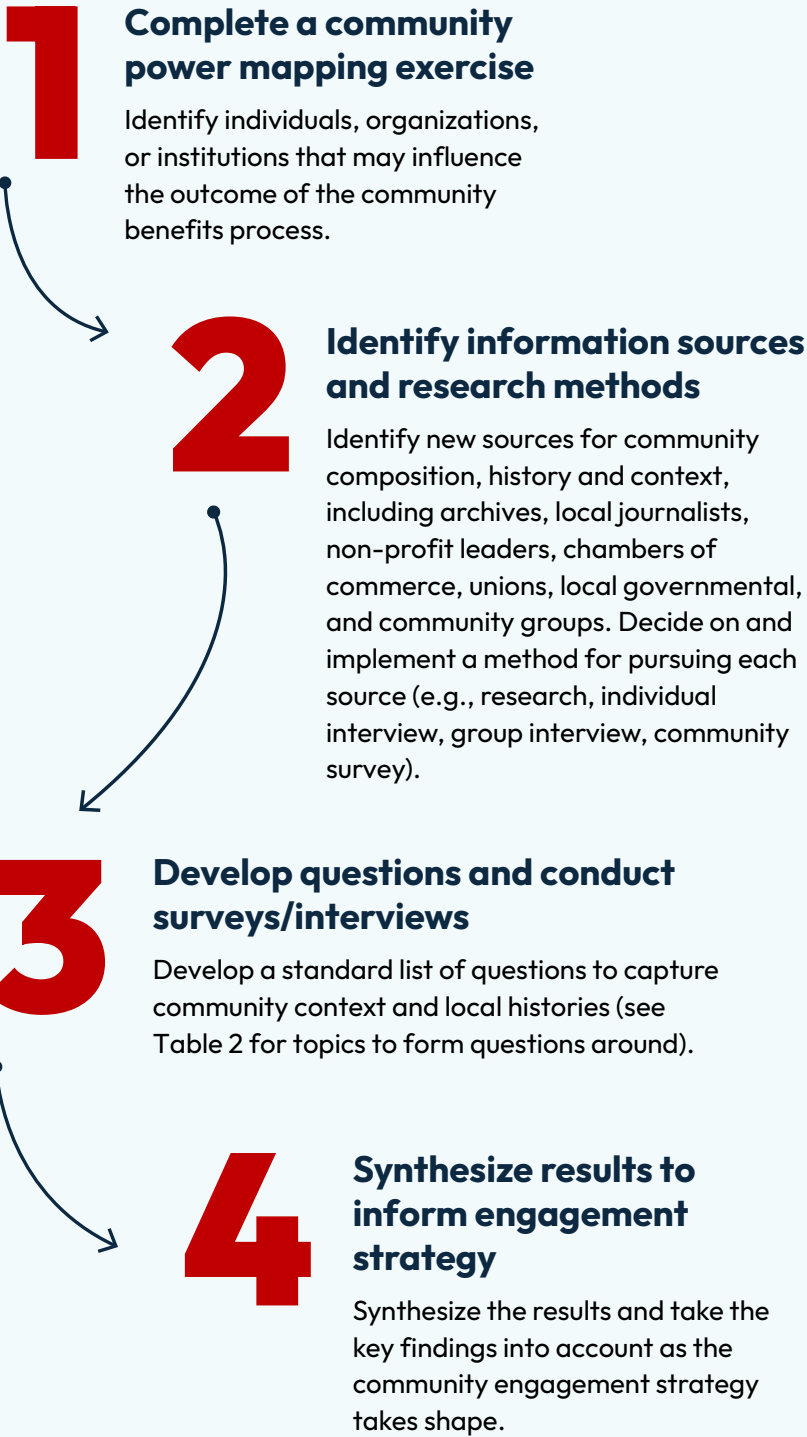 1
Complete a community
power mapping exercise
Identify individuals, organizations,
or institutions that may influence
the outcome of the community
benefits process.
2
Identify information sources
and research methods
Identify new sources for community
composition, history and context,
including archives, local journalists,
non-profit leaders, chambers of
commerce, unions, local governmental,
and community groups. Decide on and
implement a method for pursuing each
source (e.g., research, individual
interview, group interview, community
survey).
3
Develop questions and conduct
surveys/interviews
Develop a standard list of questions to capture
community context and local histories (see
Table 2 for topics to form questions around).
4
Synthesize results to
inform engagement
strategy
Synthesize the results and take the
key findings into account as the
community engagement strategy
takes shape.